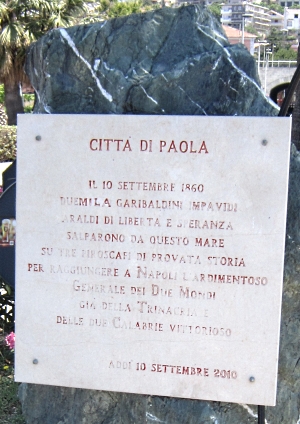 CITTÀ DI PAOLA
IL 10 SETTEMBRE 1860
DUEMILA GARIBALDINI IMPAVIDI
ARALDI DI LIBERTÀ E SPERANZA
SALPARONO DA QUESTO MARE
SU TRE PIROSCAFI DI PROVATA STORIA
PER RAGGIUNGERE A NAPOLI L'ARDIMENTOSO
GENERALE DEI DUE MONDI
GIÀ DELLA TRINACRIA E
DELLE DUE CALABRIE VITTORIOSO
ADDÌ 10 SETTEMBRE 2010